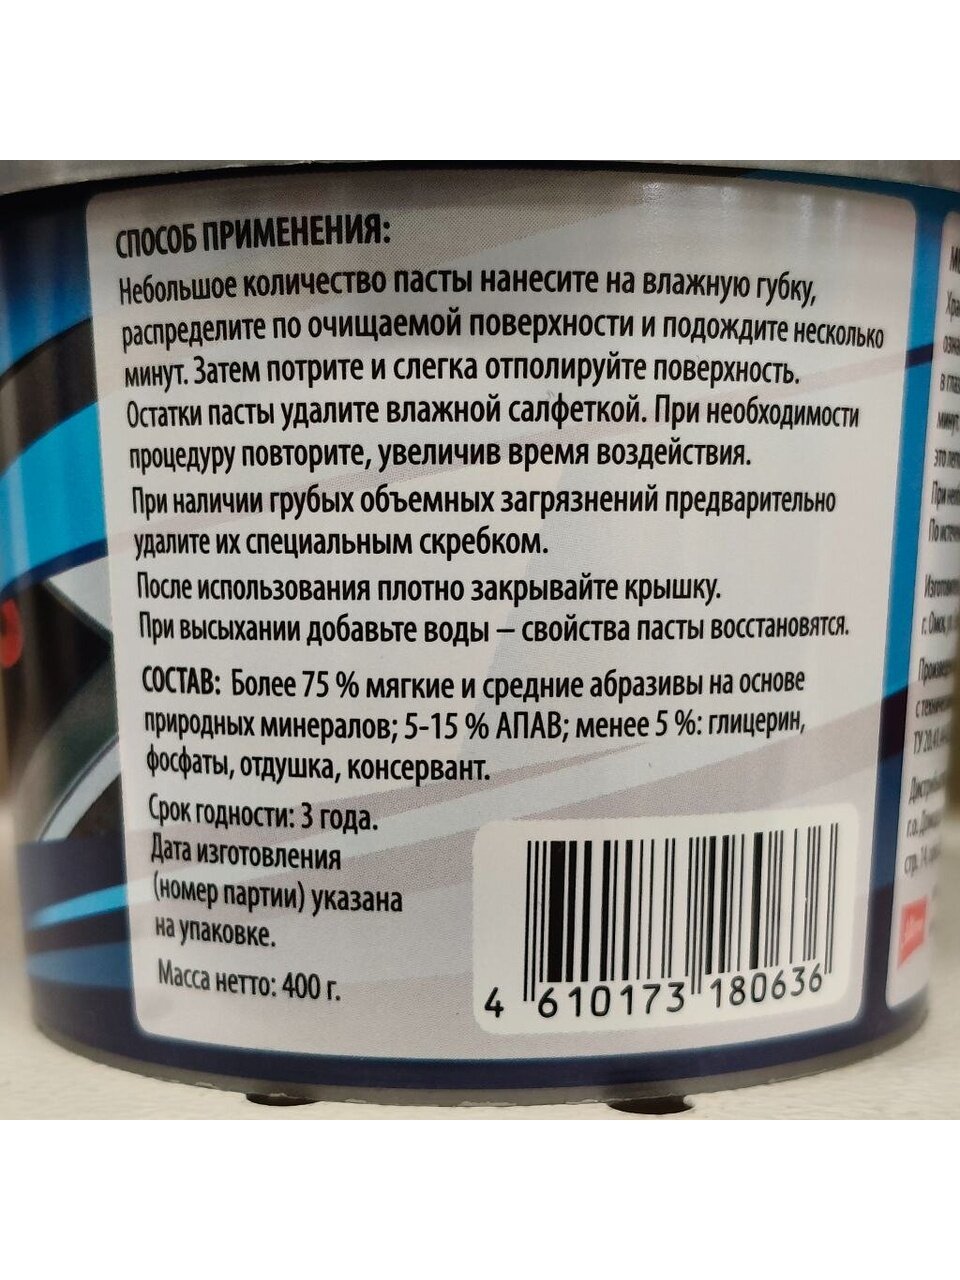 СПОСОБ ПРИМЕНЕНИЯ:
Небольшое количество пасты нанесите на влажную губку,
распределите по очищаемой поверхности и подождите несколько
минут. Затем потрите и слегка отполируйте поверхность.
Остатки пасты удалите влажной салфеткой. При необходимости
процедуру повторите, увеличив время воздействия.
При наличии грубых объемных загрязнений предварительно
удалите их специальным скребком.
После использования плотно закрывайте крышку.
При высыхании добавьте воды – свойства пасты восстановятся.
СОСТАВ: Более 75 % мягкие и средние абразивы на основе
природных минералов; 5-15 % АПАВ; менее 5 %: глицерин,
фосфаты, отдушка, консервант.
Срок годности: 3 года.
Дата изготовления
(номер партии) указана
на упаковке.
Масса нетто: 400 г.
4 610173 180636
в глаз
минут.
г. Омск,